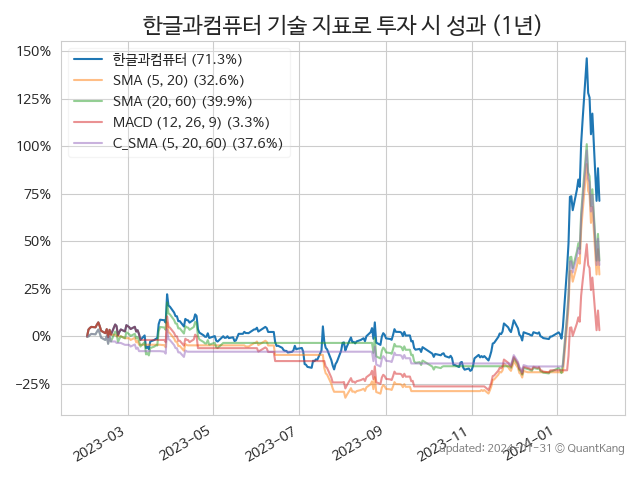 한글과컴퓨터 기술 지표로 투자 시 성과 (1년)
150%
125%
100%
75%
50%
25%
0%
−25%
한글과컴퓨터 (71.3%)
SMA (5, 20) (32.6%)
SMA (20, 60) (39.9%)
MACD (12, 26, 9) (3.3%)
C_SMA (5, 20, 60) (37.6%)
2023-03
2023-05
2023-07
2023-09
2023-11
2024-01
updated: 2024-01-31 © QuantKang